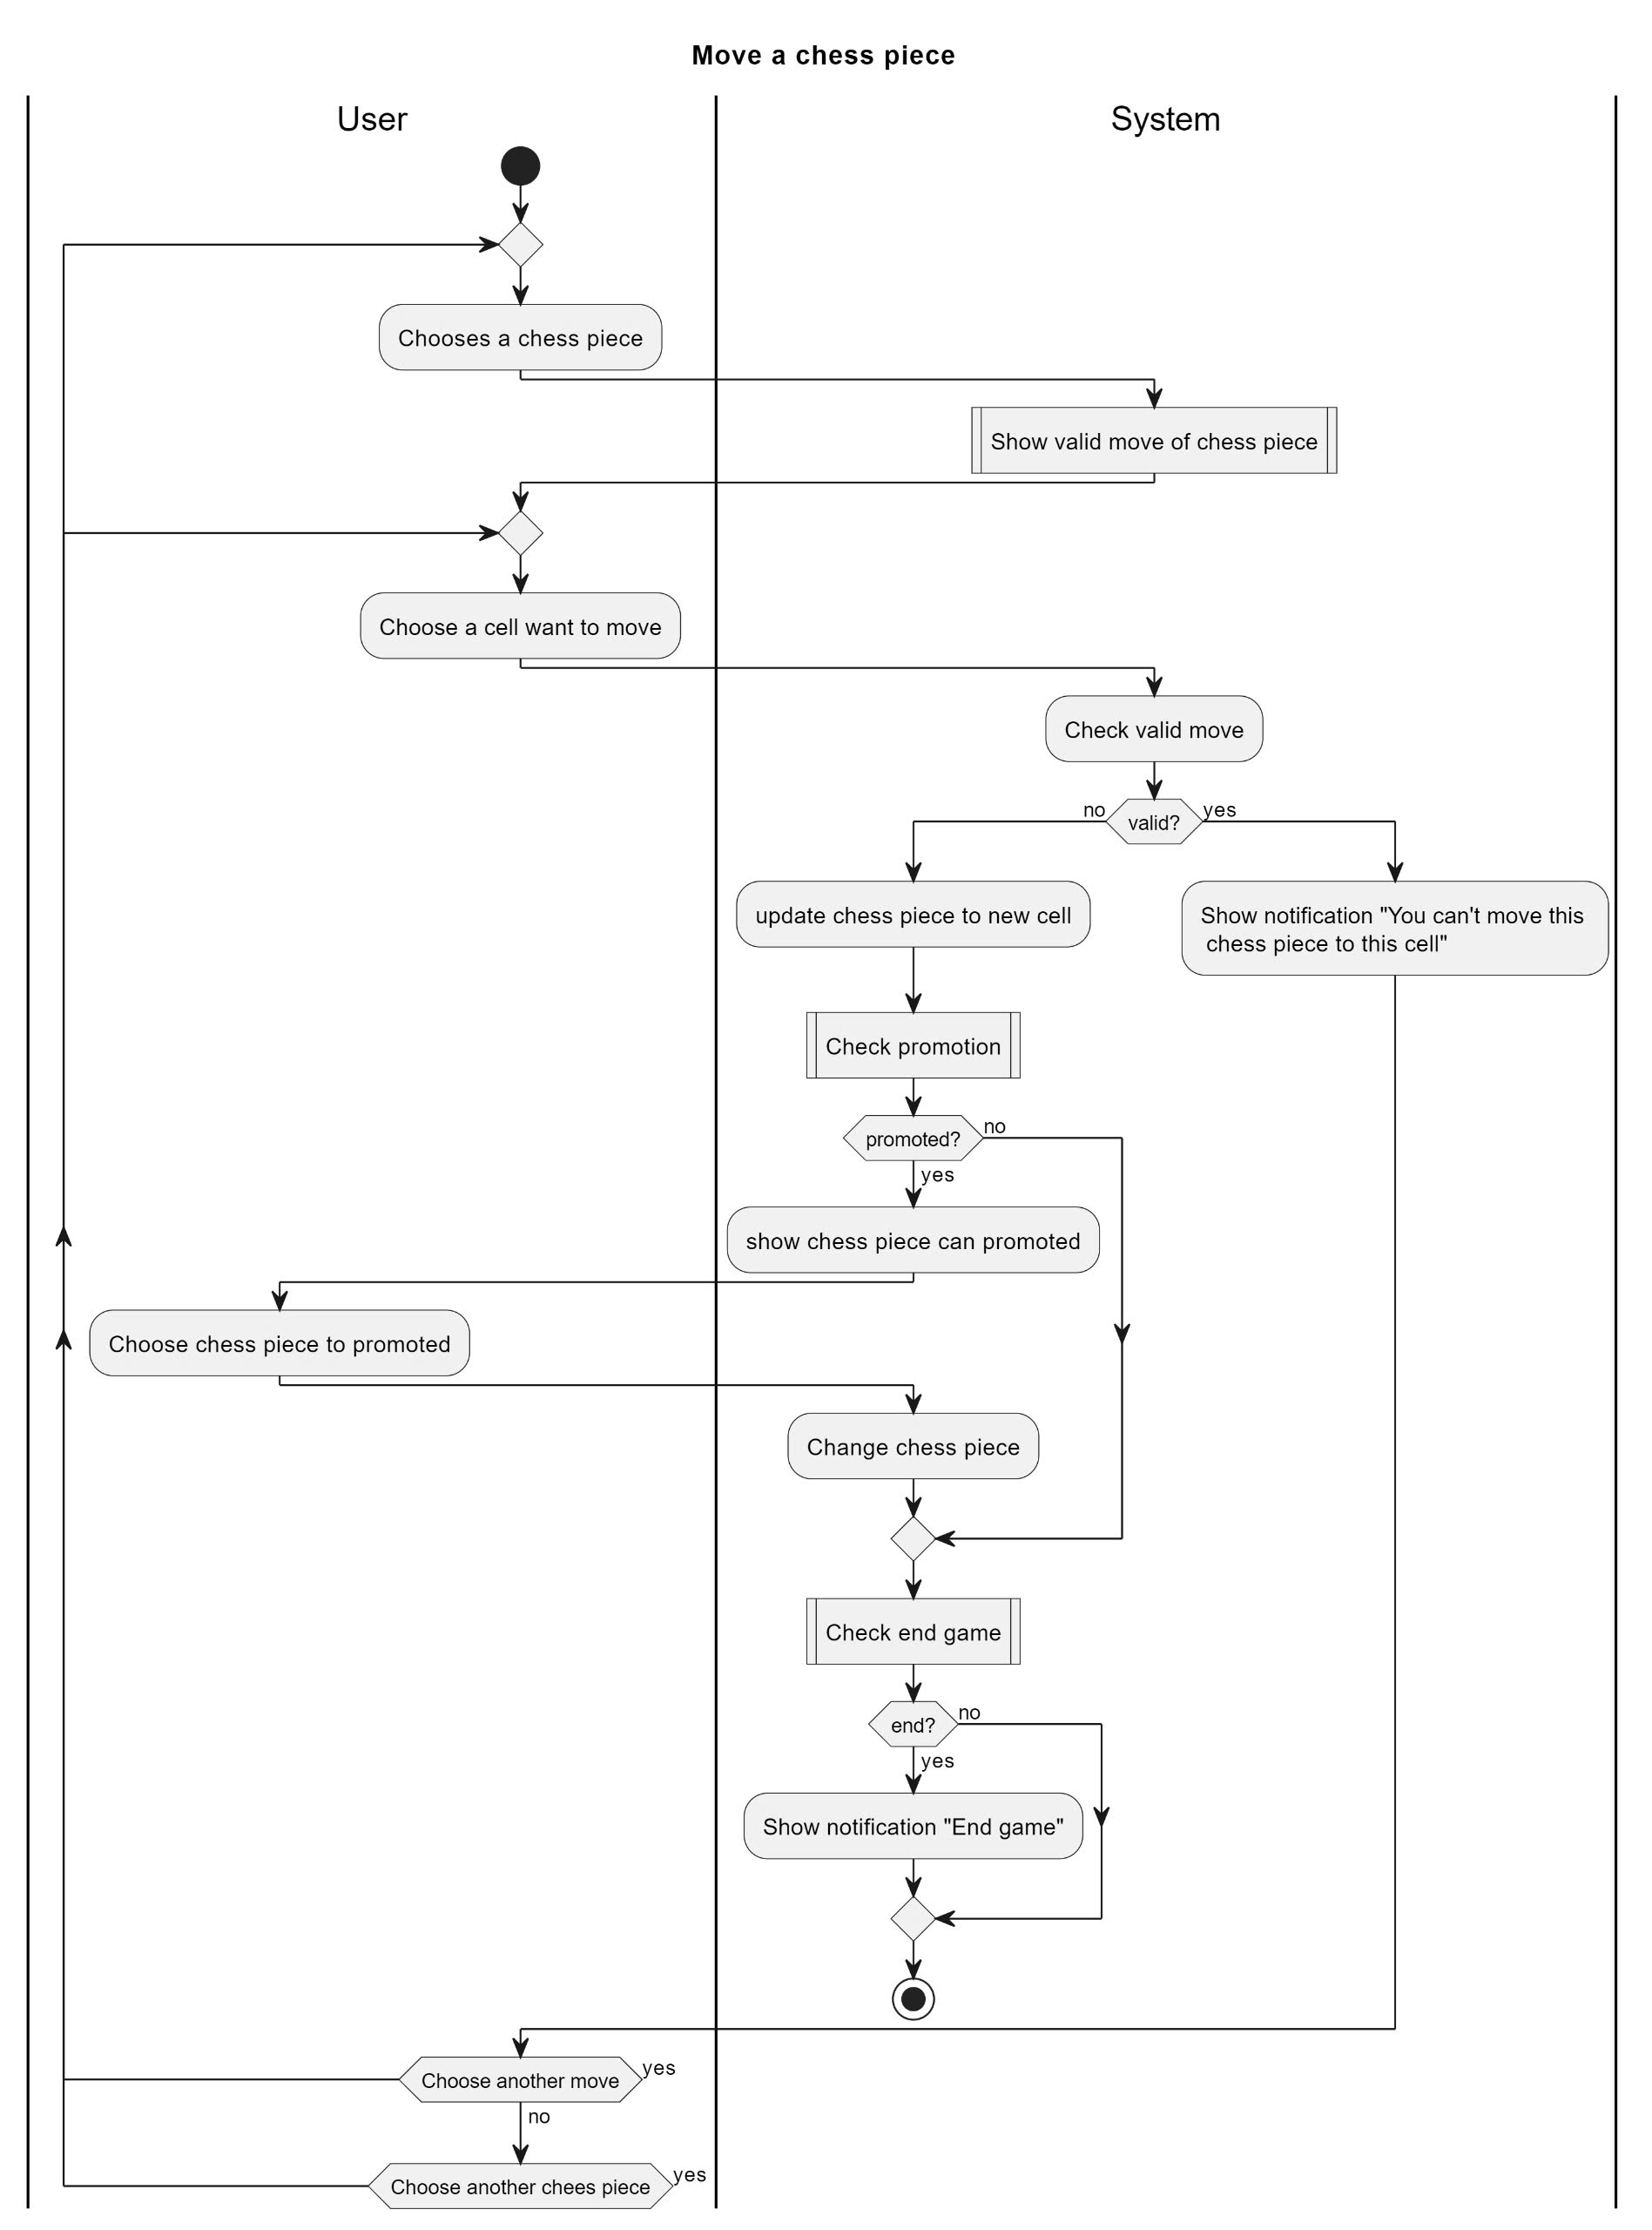 Move a chess piece
User
System
Chooses a chess piece
Show valid move of chess piece
Choose a cell want to move
Check valid move
no
valid?
yes
update chess piece to new cell
Show notification "You can't move this
chess piece to this cell"
Check promotion
promoted?
no
yes
show chess piece can promoted
Choose chess piece to promoted
Change chess piece
Check end game
end?
no
yes
Show notification "End game"
Choose another move
yes
no
Choose another chees piece
yes